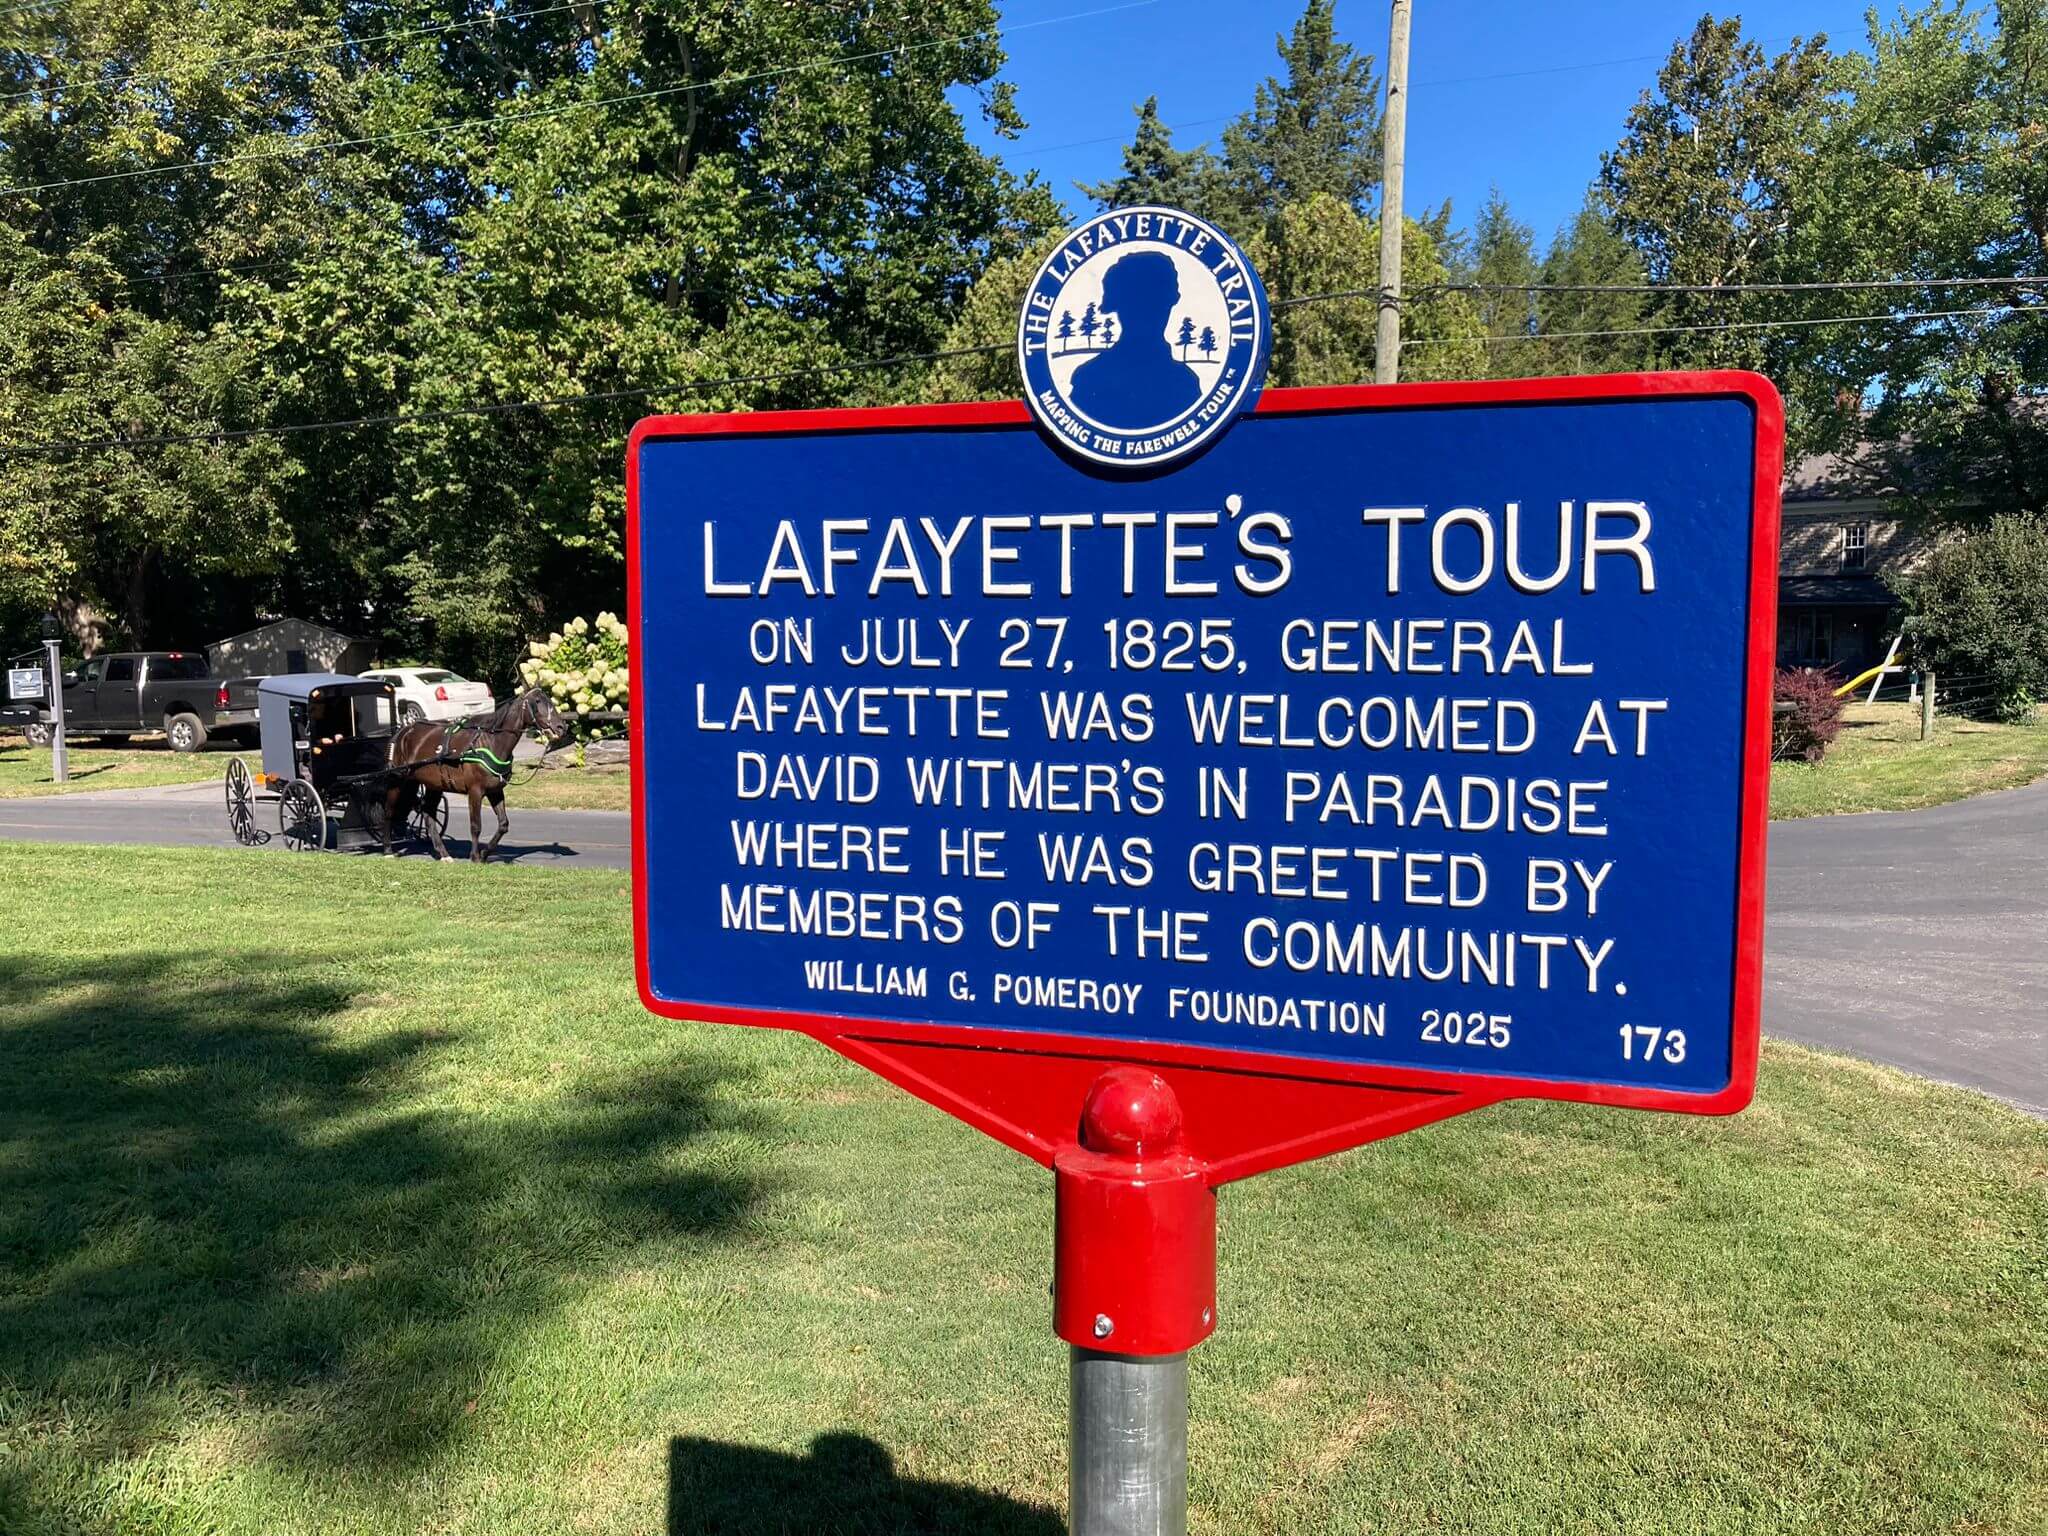 THE LAFAYETTE TRAIL
MAPPING THE FAREWELL TOUR ™
LAFAYETTE'S TOUR
ON JULY 27, 1825, GENERAL
LAFAYETTE WAS WELCOMED AT
DAVID WITMER'S IN PARADISE
WHERE HE WAS GREETED BY
MEMBERS OF THE COMMUNITY.
WILLIAM G. POMEROY FOUNDATION 2025 173